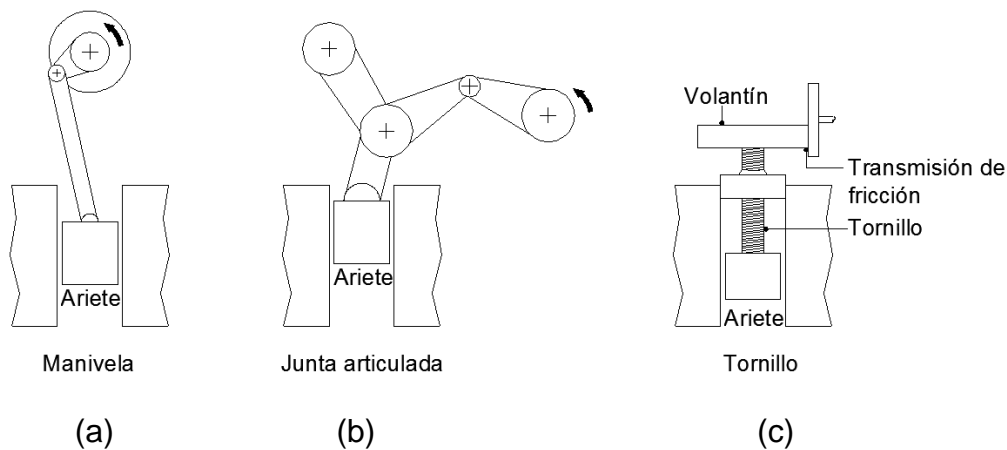 Volantín
Transmisión de
fricción
Tornillo
Ariete
Ariete
Ariete
Manivela
Junta articulada
Tornillo
(a)
(b)
(c)